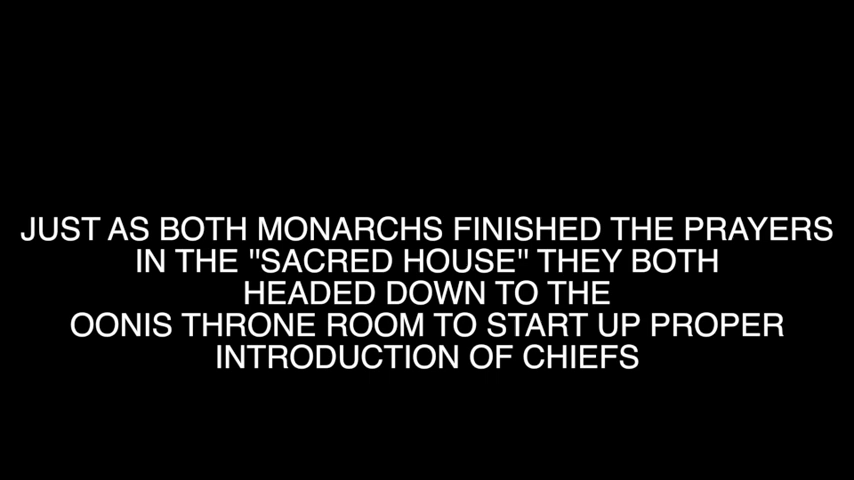 JUST AS BOTH MONARCHS FINISHED THE PRAYERS
IN THE "SACRED HOUSE" THEY BOTH
HEADED DOWN TO THE
OONIS THRONE ROOM TO START UP PROPER
INTRODUCTION OF CHIEFS